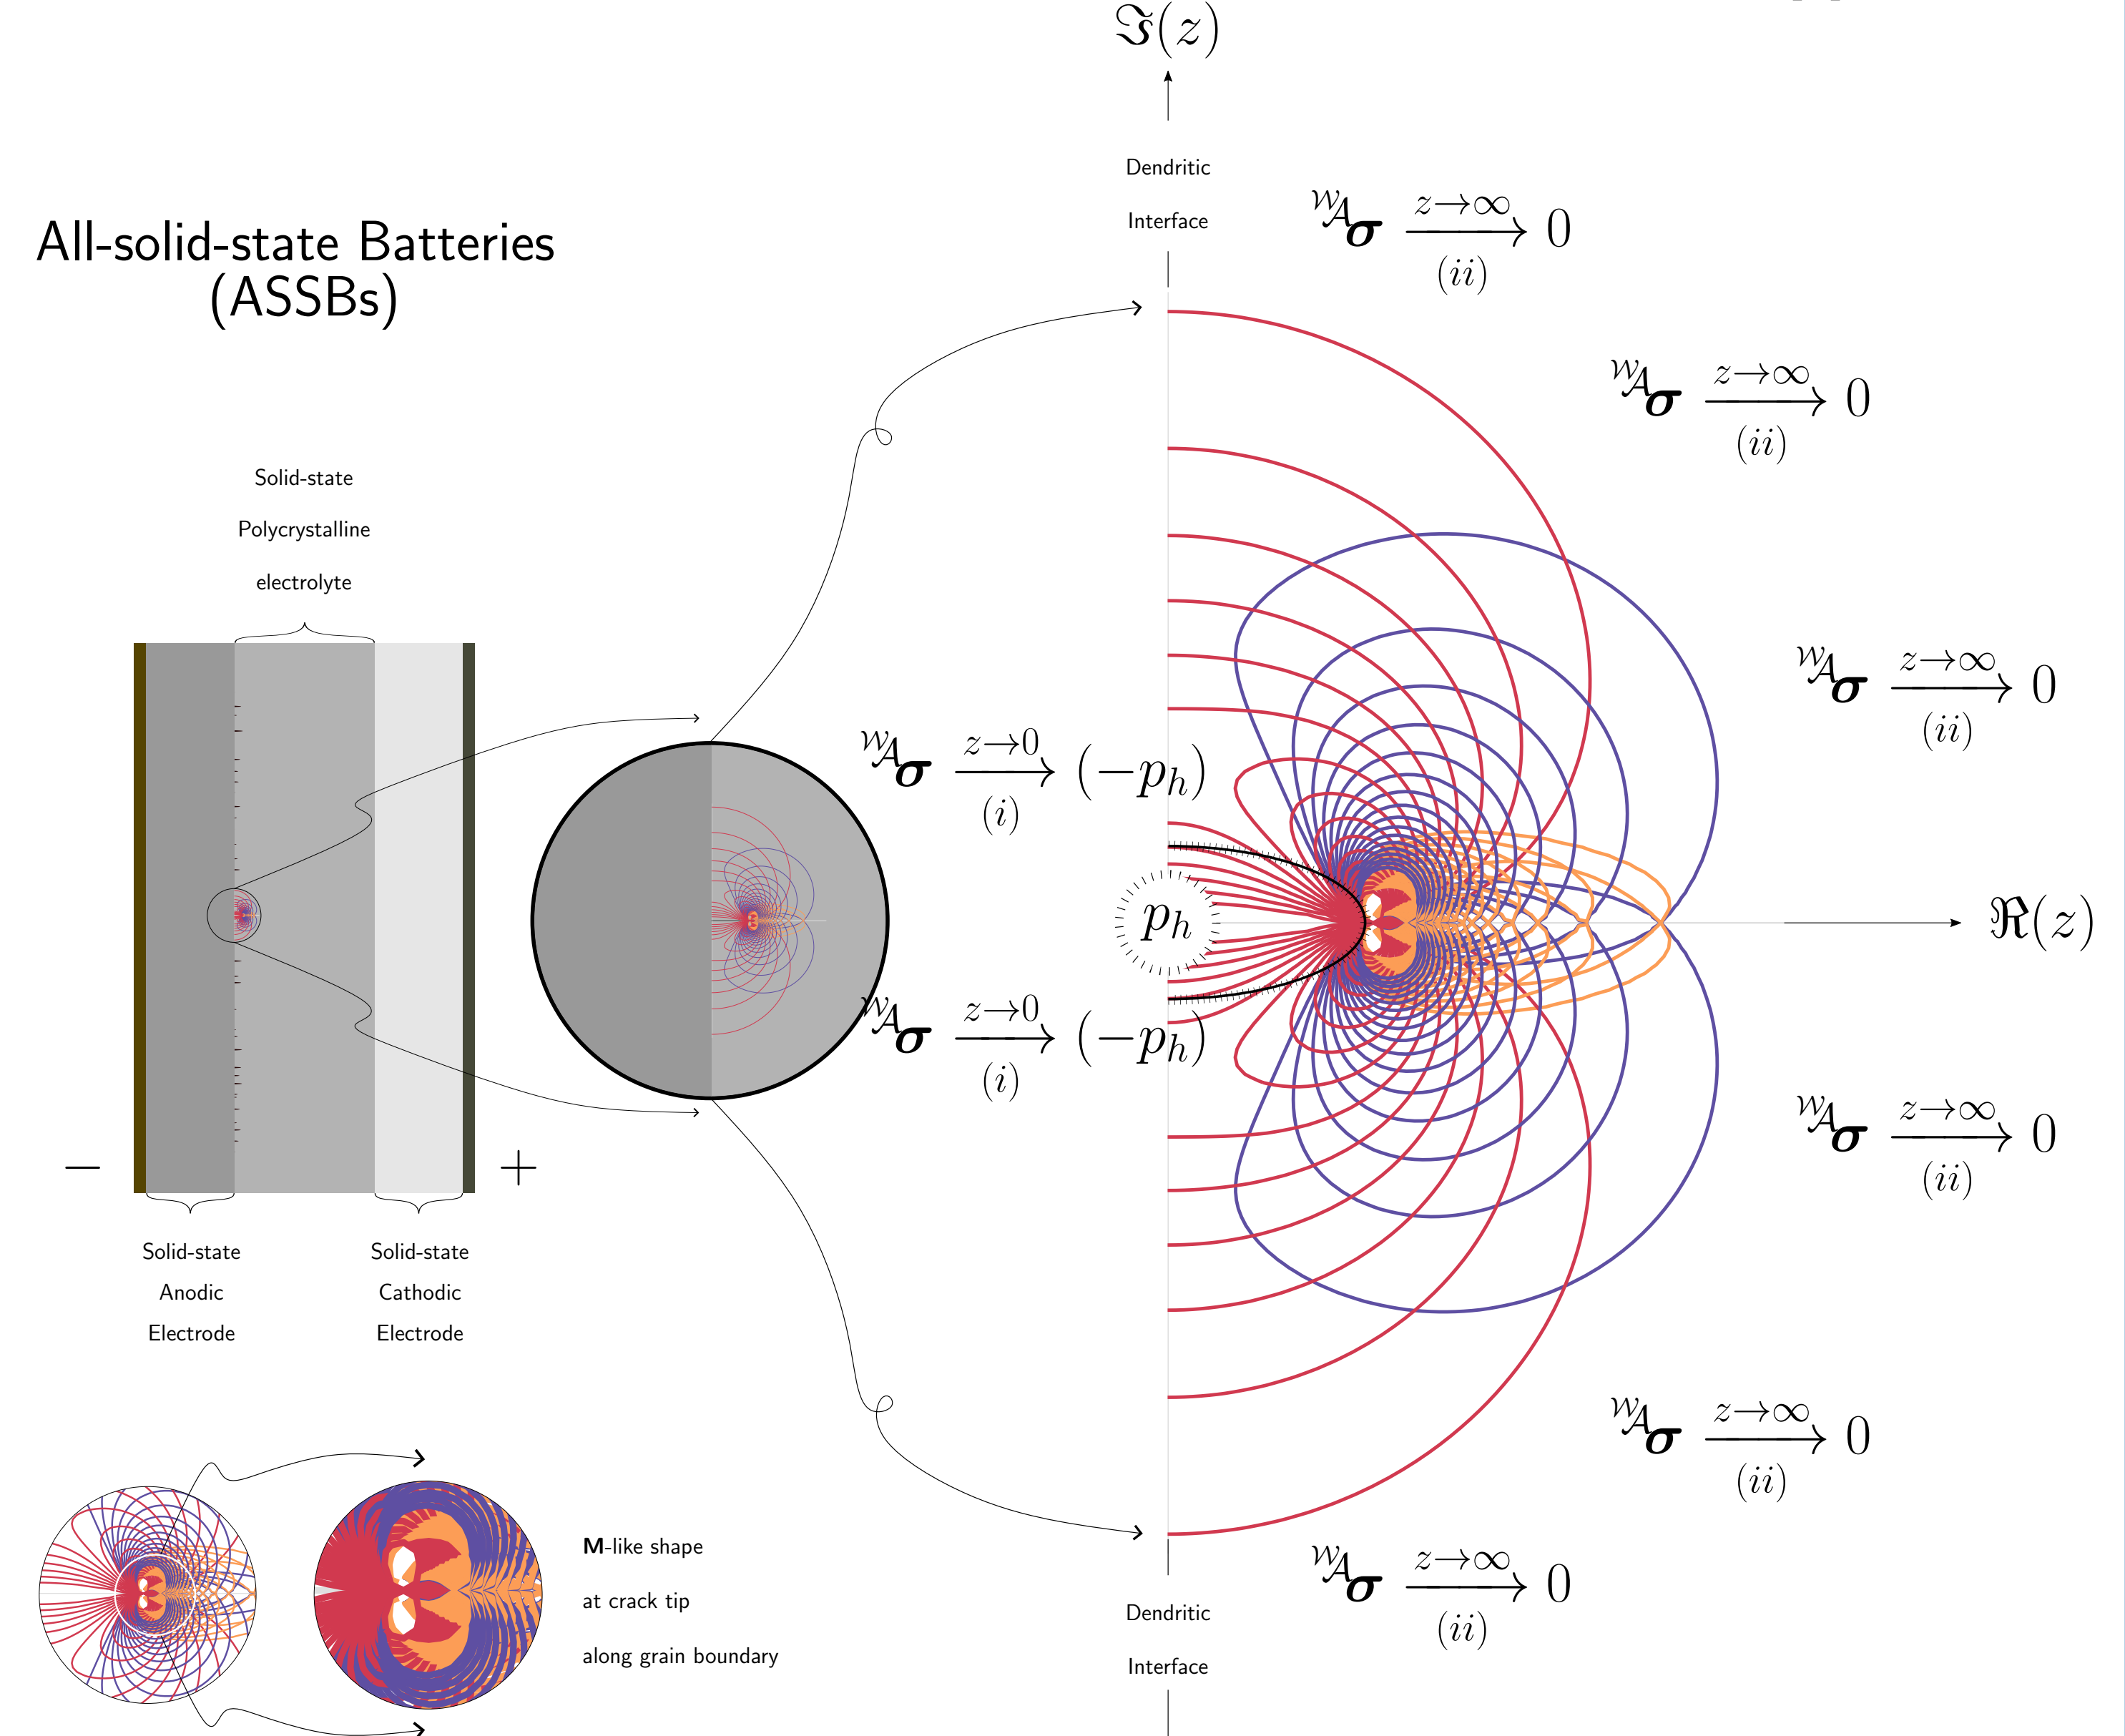 ℑ(z)
Dendritic
Interface
𝒲𝒜σ z→∞ (ii) 0
All-solid-state Batteries
(ASSBs)
𝒲𝒜σ z→∞ (ii) 0
Solid-state
Polycrystalline
electrolyte
𝒲𝒜σ z→∞ (ii) 0
𝒲𝒜σ z→0 (i) (−p_h)
p_h
ℜ(z)
𝒲𝒜σ z→0 (i) (−p_h)
𝒲𝒜σ z→∞ (ii) 0
− +
Solid-state
Anodic
Electrode
Solid-state
Cathodic
Electrode
𝒲𝒜σ z→∞ (ii) 0
M-like shape
at crack tip
along grain boundary
𝒲𝒜σ z→∞ (ii) 0
Dendritic
Interface